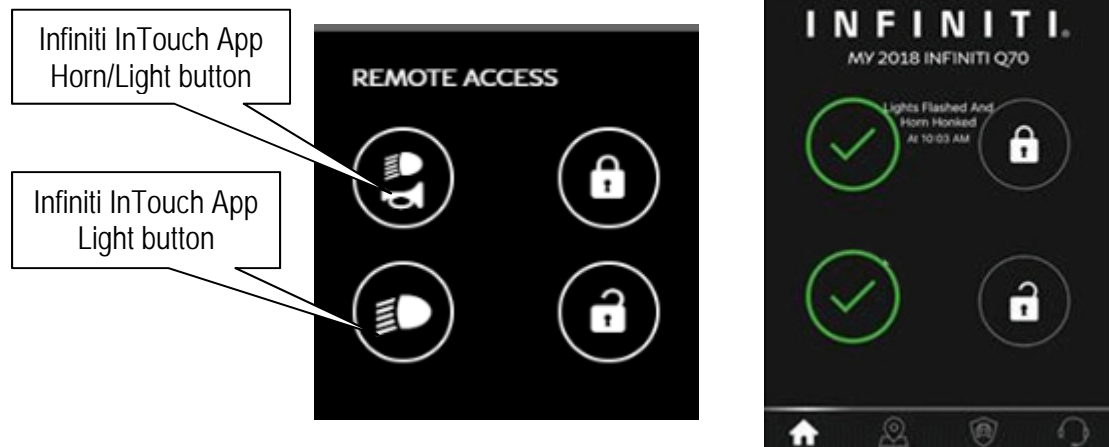 Infiniti InTouch App
Horn/Light button
Infiniti InTouch App
Light button
REMOTE ACCESS
INFINITI®
MY 2018 INFINITI Q70
Lights Flashed And
Horn Honked
At 10:03 AM